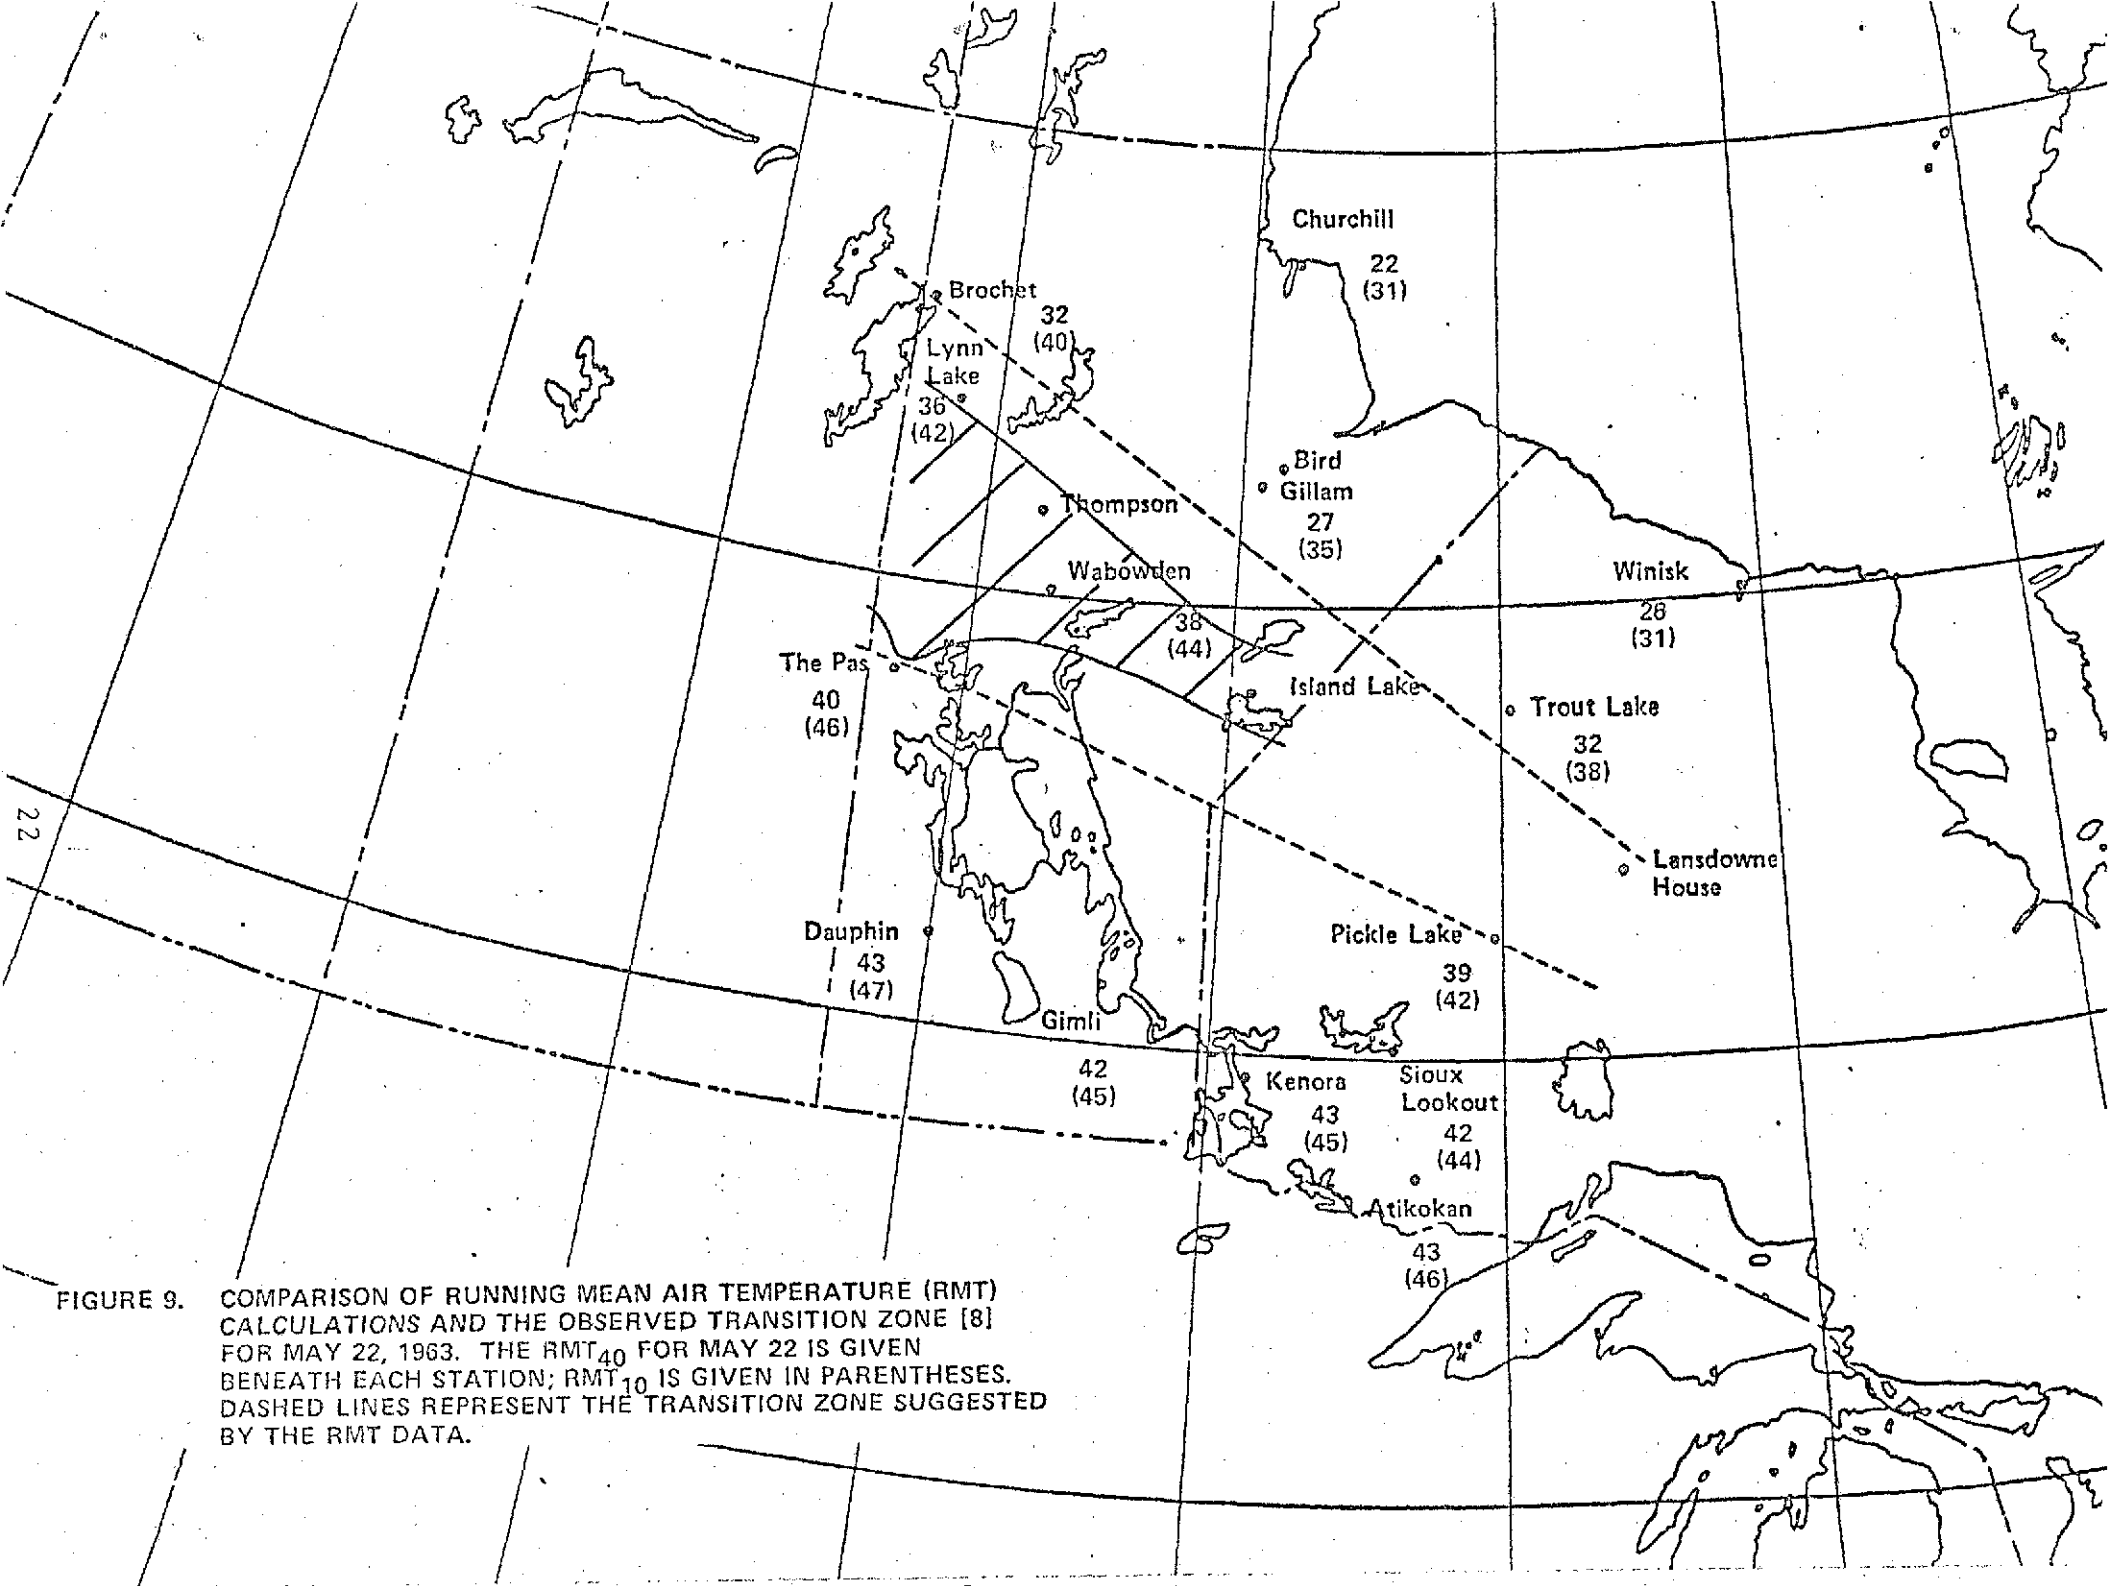 Churchill
22
(31)
Brochet
32
(40)
Lynn
Lake
36
(42)
Bird
Gillam
27
(35)
Thompson
Wabowden
38
(44)
Winisk
26
(31)
The Pas
40
(46)
Island Lake
Trout Lake
32
(38)
22
Lansdowne
House
Dauphin
43
(47)
Pickle Lake
39
(42)
Gimli
42
(45)
Kenora
43
(45)
Sioux
Lookout
42
(44)
Atikokan
43
(46)
FIGURE 9. COMPARISON OF RUNNING MEAN AIR TEMPERATURE (RMT)
CALCULATIONS AND THE OBSERVED TRANSITION ZONE [8]
FOR MAY 22, 1963. THE RMT40 FOR MAY 22 IS GIVEN
BENEATH EACH STATION; RMT10 IS GIVEN IN PARENTHESES.
DASHED LINES REPRESENT THE TRANSITION ZONE SUGGESTED
BY THE RMT DATA.